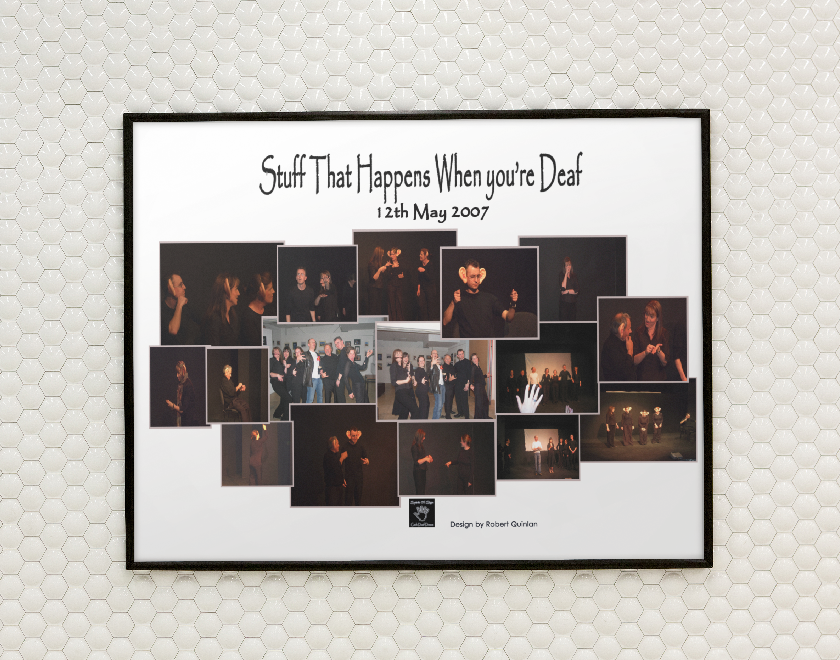 Stuff That Happens When you're Deaf
12th May 2007
Design by Robert Quinlan